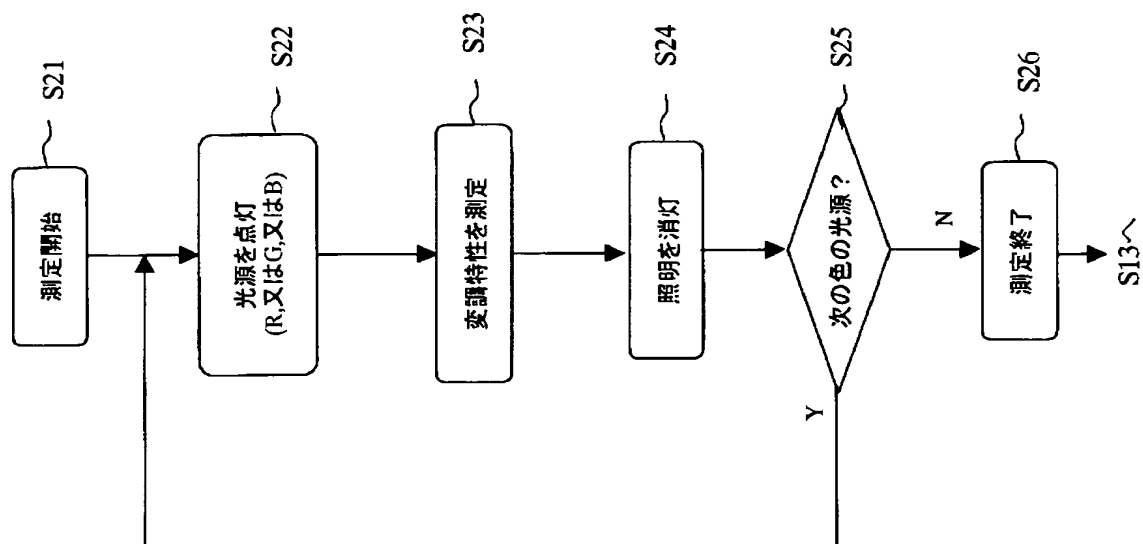 測定開始
S21
光源を点灯
(R,又はG,又はB)
S22
変調特性を測定
S23
照明を消灯
S24
次の色の光源?
S25
Y
N
測定終了
S26
S13へ